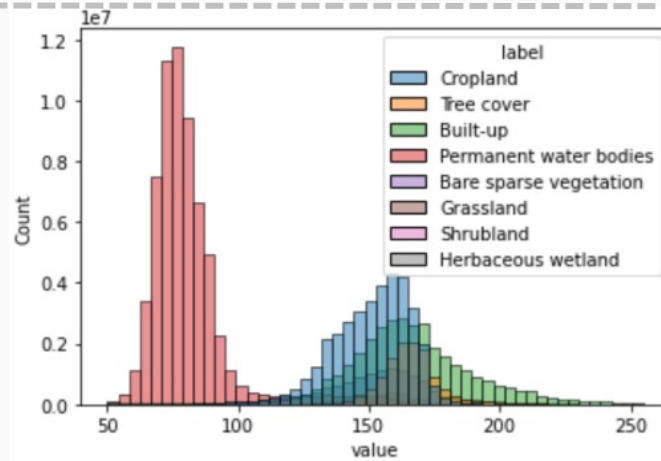 1e7
1.2
1.0
0.8
0.6
0.4
0.2
0.0
Count
50
100
150
200
250
value
label
Cropland
Tree cover
Built-up
Permanent water bodies
Bare sparse vegetation
Grassland
Shrubland
Herbaceous wetland